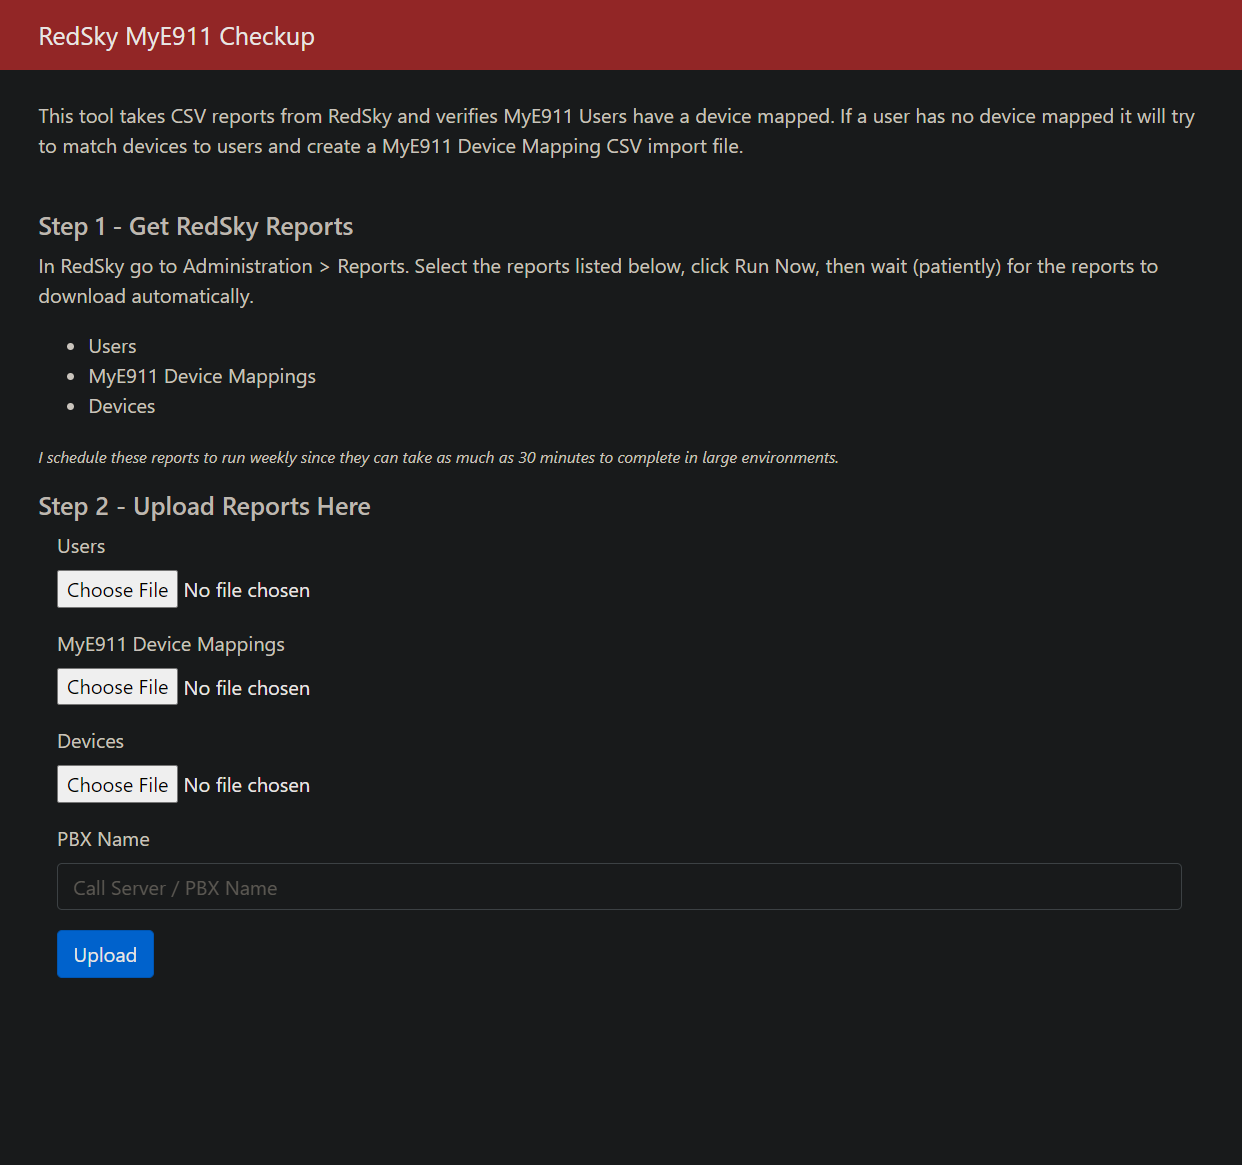 RedSky MyE911 Checkup
This tool takes CSV reports from RedSky and verifies MyE911 Users have a device mapped. If a user has no device mapped it will try
to match devices to users and create a MyE911 Device Mapping CSV import file.
Step 1 - Get RedSky Reports
In RedSky go to Administration > Reports. Select the reports listed below, click Run Now, then wait (patiently) for the reports to
download automatically.
• Users
• MyE911 Device Mappings
• Devices
I schedule these reports to run weekly since they can take as much as 30 minutes to complete in large environments.
Step 2 - Upload Reports Here
Users
Choose File No file chosen
MyE911 Device Mappings
Choose File No file chosen
Devices
Choose File No file chosen
PBX Name
Call Server / PBX Name
Upload